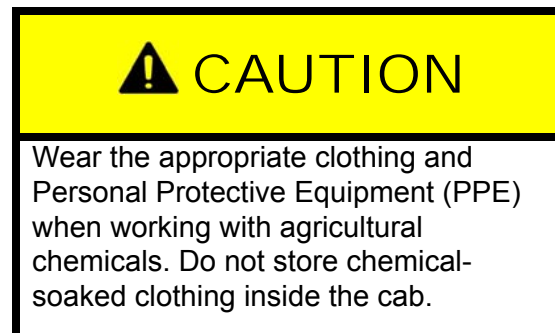 CAUTION
Wear the appropriate clothing and
Personal Protective Equipment (PPE)
when working with agricultural
chemicals. Do not store chemical-
soaked clothing inside the cab.